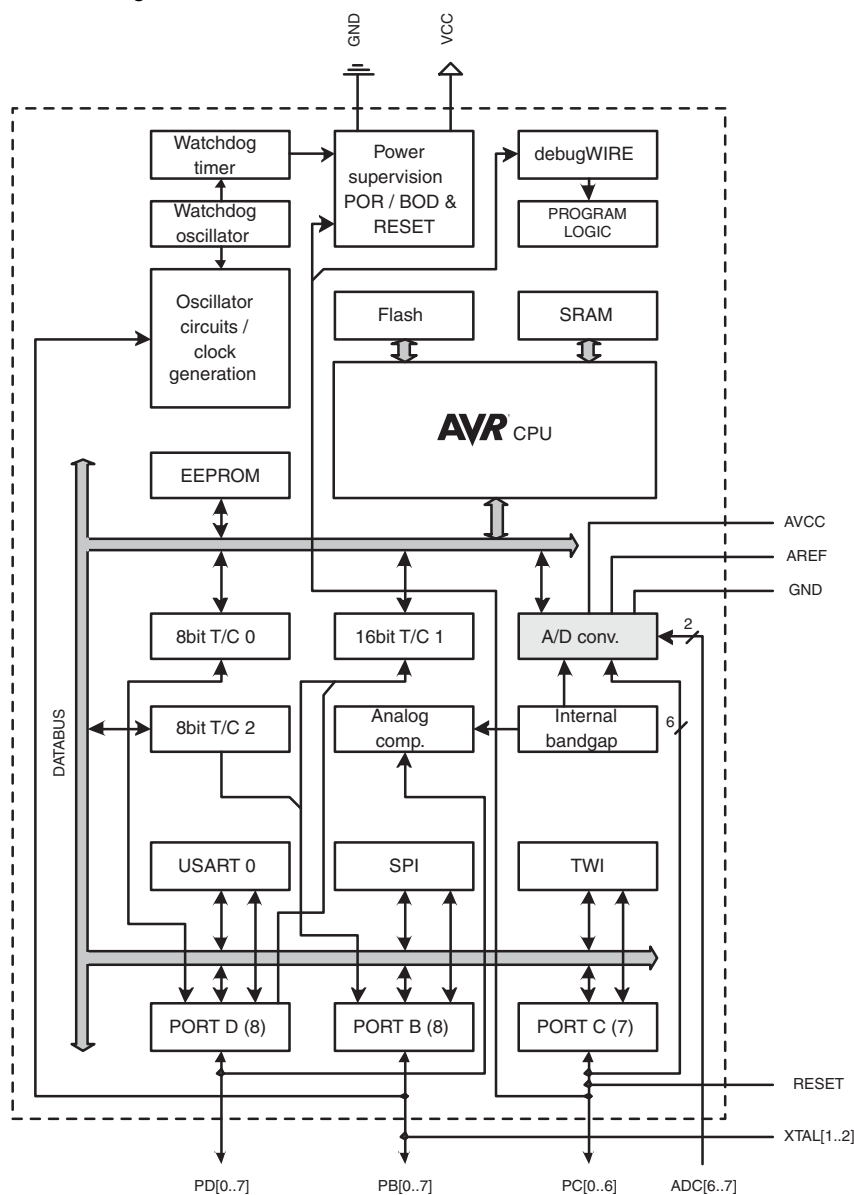 GND
VCC
Watchdog
timer
Power
supervision
POR / BOD &
RESET
debugWIRE
Watchdog
oscillator
PROGRAM
LOGIC
Oscillator
circuits /
clock
generation
Flash
SRAM
AVR CPU
EEPROM
AVCC
AREF
GND
8bit T/C 0
16bit T/C 1
A/D conv.
2
DATABUS
8bit T/C 2
Analog
comp.
Internal
bandgap
6
USART 0
SPI
TWI
PORT D (8)
PORT B (8)
PORT C (7)
RESET
XTAL[1..2]
PD[0..7]
PB[0..7]
PC[0..6]
ADC[6..7]